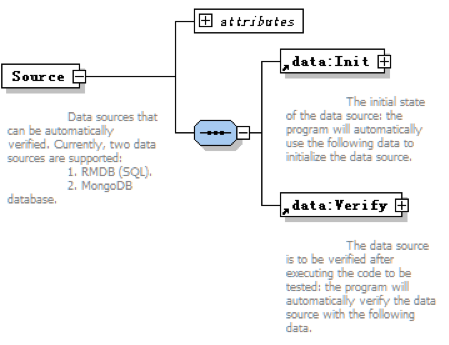 attributes
Source
Data sources that
can be automatically
verified. Currently, two data
sources are supported:
1. RMDB (SQL).
2. MongoDB
database.
data:Init
The initial state
of the data source: the
program will automatically
use the following data to
initialize the data source.
data:Verify
The data source
is to be verified after
executing the code to be
tested: the program will
automatically verify the data
source with the following
data.